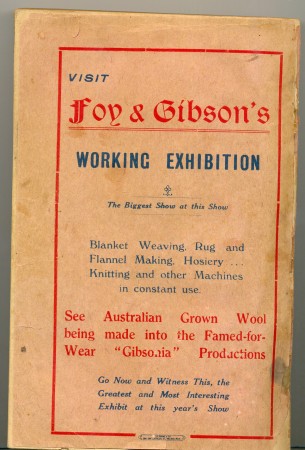 VISIT
Foy & Gibson's
WORKING EXHIBITION
The Biggest Show at this Show
Blanket Weaving, Rug and
Flannel Making, Hosiery ...
Knitting and other Machines
in constant use.
See Australian Grown Wool
being made into the Famed-for-
Wear "Gibsonia" Productions
Go Now and Witness This, the
Greatest and Most Interesting
Exhibit at this year's Show